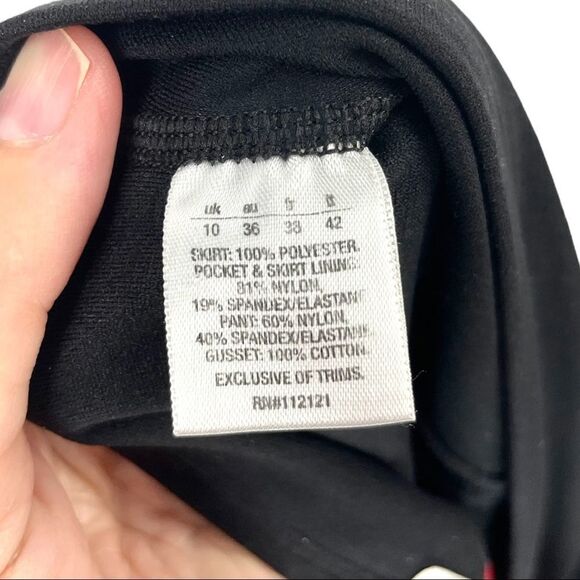 uk eu fr it
10 36 38 42
SKIRT: 100% POLYESTER.
POCKET & SKIRT LINING:
81% NYLON.
19% SPANDEX/ELASTANE
PANT: 60% NYLON.
40% SPANDEX/ELASTANE.
GUSSET: 100% COTTON.
EXCLUSIVE OF TRIMS.
RN#112121